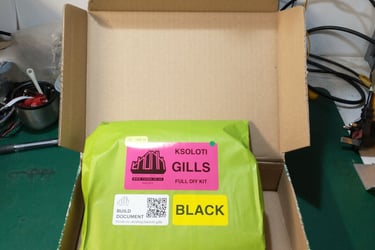 KSOLOTI
GILLS
FULL DIY KIT
BUILD
DOCUMENT
BLACK